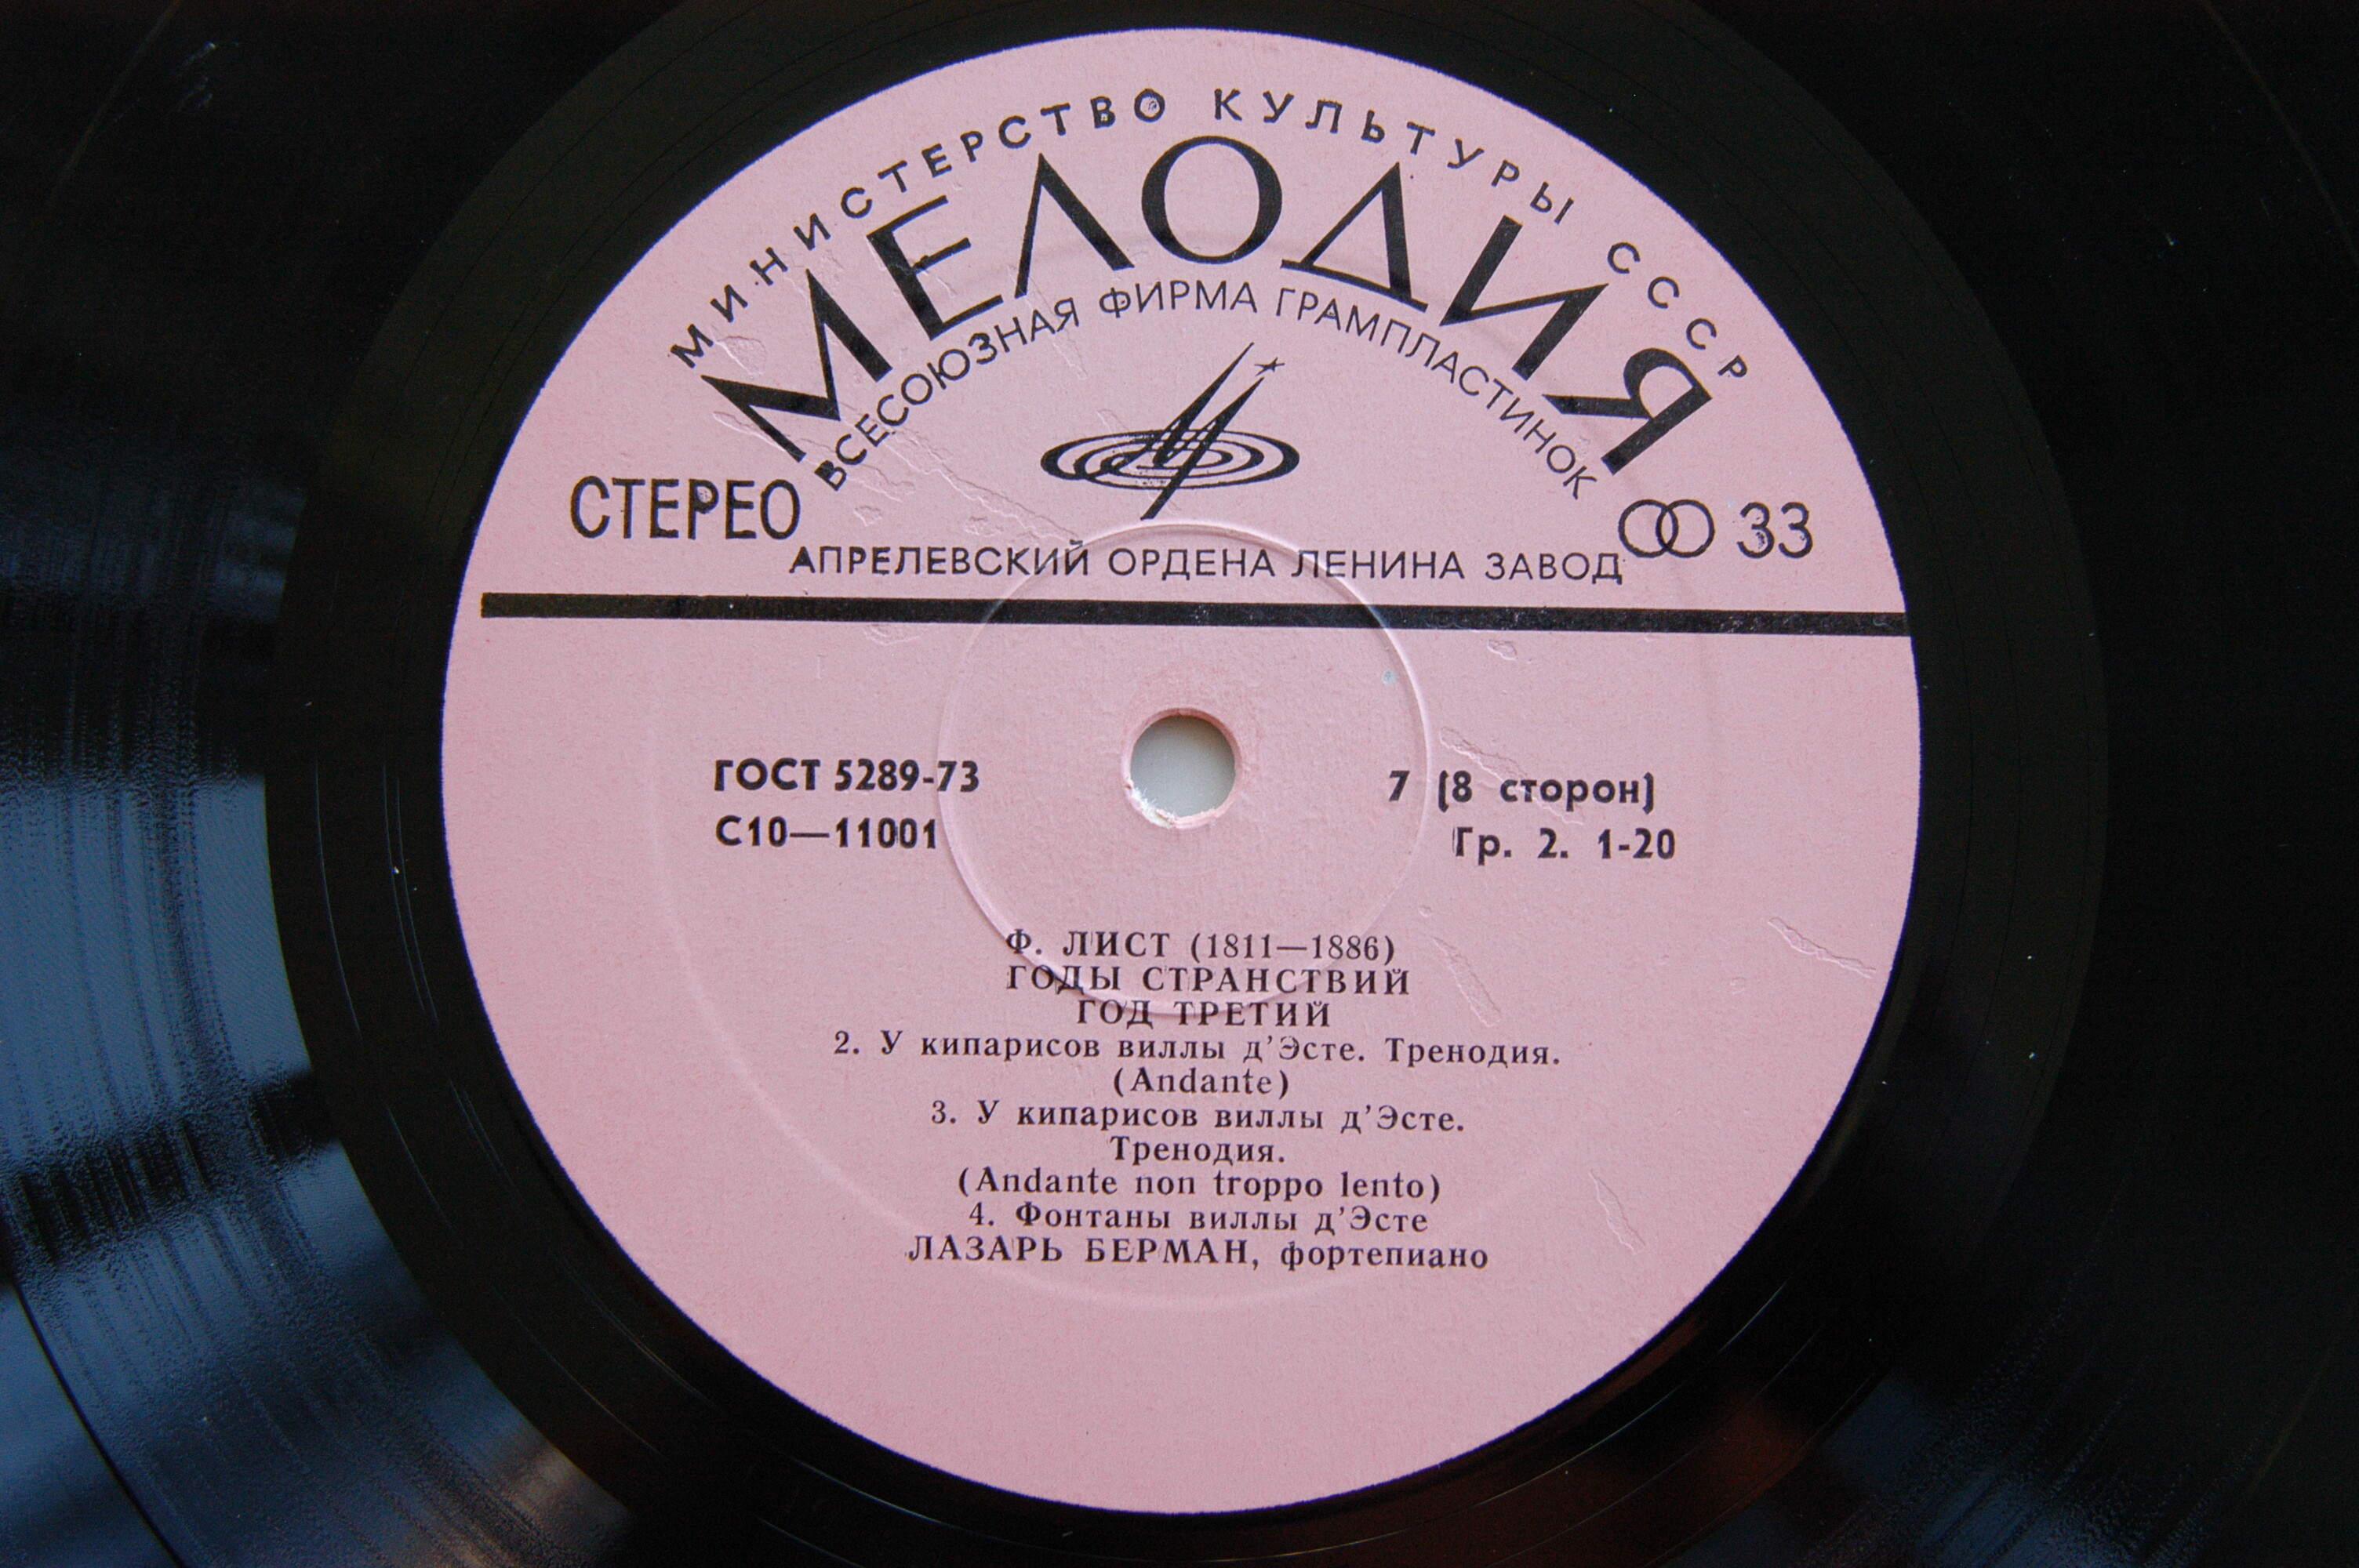 МИНИСТЕРСТВО КУЛЬТУРЫ СССР
МЕЛОДИЯ
ВСЕСОЮЗНАЯ ФИРМА ГРАМПЛАСТИНОК
СТЕРЕО
33
АПРЕЛЕВСКИЙ ОРДЕНА ЛЕНИНА ЗАВОД
ГОСТ 5289-73
С10—11001
7 (8 сторон)
Гр. 2. 1-20
Ф. ЛИСТ (1811—1886)
ГОДЫ СТРАНСТВИЙ
ГОД ТРЕТИЙ
2. У кипарисов виллы д'Эсте. Тренодия.
(Andante)
3. У кипарисов виллы д'Эсте.
Тренодия.
(Andante non troppo lento)
4. Фонтаны виллы д'Эсте
ЛАЗАРЬ БЕРМАН, фортепиано